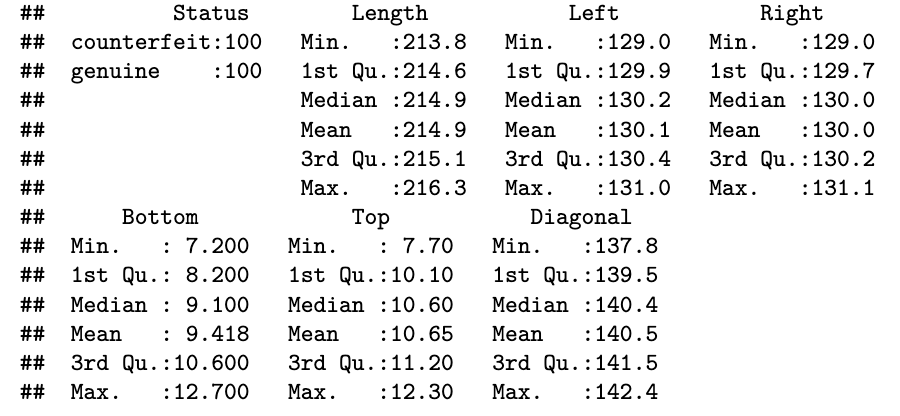 ##          Status        Length           Left           Right
##  counterfeit:100   Min.   :213.8   Min.   :129.0   Min.   :129.0
##  genuine    :100   1st Qu.:214.6   1st Qu.:129.9   1st Qu.:129.7
##                    Median :214.9   Median :130.2   Median :130.0
##                    Mean   :214.9   Mean   :130.1   Mean   :130.0
##                    3rd Qu.:215.1   3rd Qu.:130.4   3rd Qu.:130.2
##                    Max.   :216.3   Max.   :131.0   Max.   :131.1
##      Bottom            Top           Diagonal
##  Min.   : 7.200   Min.   : 7.70   Min.   :137.8
##  1st Qu.: 8.200   1st Qu.:10.10   1st Qu.:139.5
##  Median : 9.100   Median :10.60   Median :140.4
##  Mean   : 9.418   Mean   :10.65   Mean   :140.5
##  3rd Qu.:10.600   3rd Qu.:11.20   3rd Qu.:141.5
##  Max.   :12.700   Max.   :12.30   Max.   :142.4